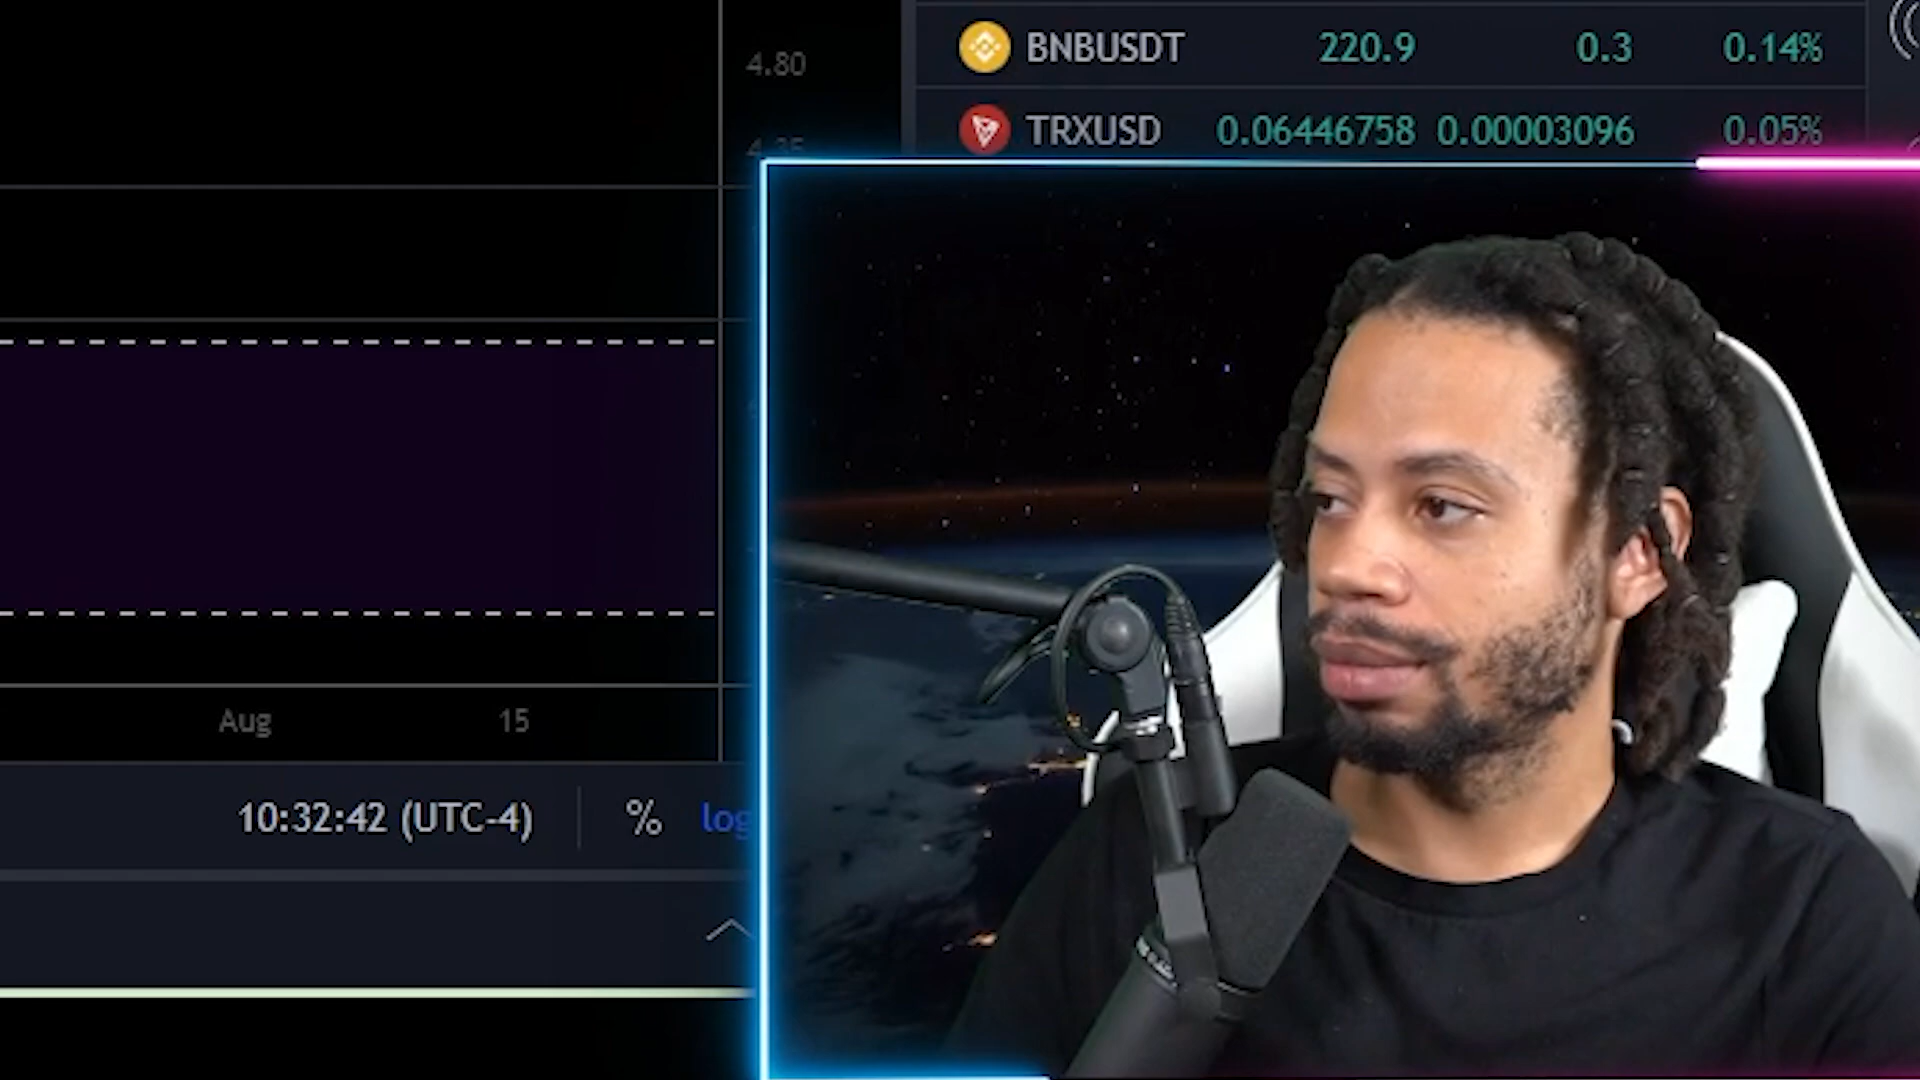 4.80
BNBUSDT 220.9 0.3 0.14%
TRXUSD 0.06446758 0.00003096 0.05%
Aug 15
10:32:42 (UTC-4) % log